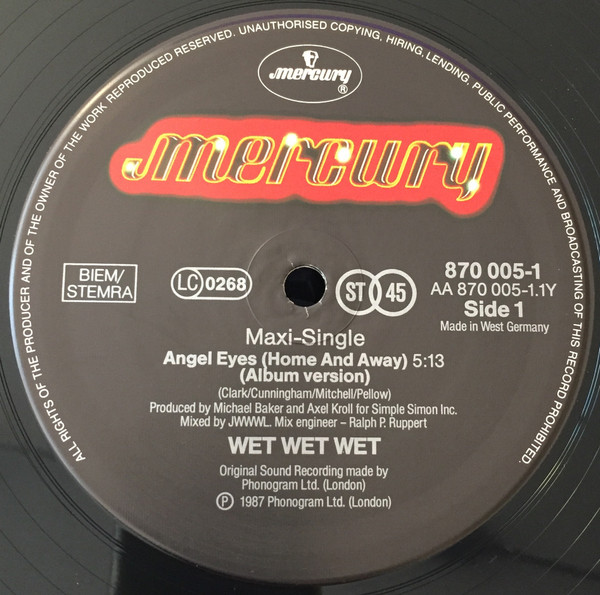 ALL RIGHTS OF THE PRODUCER AND OF THE OWNER OF THE WORK REPRODUCED RESERVED. UNAUTHORISED COPYING, HIRING, LENDING, PUBLIC PERFORMANCE AND BROADCASTING OF THIS RECORD PROHIBITED.
mercury
®
mercury
BIEM/
STEMRA
LC 0268
ST 45
870 005-1
AA 870 005-1.1Y
Side 1
Made in West Germany
Maxi-Single
Angel Eyes (Home And Away) 5:13
(Album version)
(Clark/Cunningham/Mitchell/Pellow)
Produced by Michael Baker and Axel Kroll for Simple Simon Inc.
Mixed by JWWWL. Mix engineer – Ralph P. Ruppert
WET WET WET
Original Sound Recording made by
Phonogram Ltd. (London)
℗ 1987 Phonogram Ltd. (London)